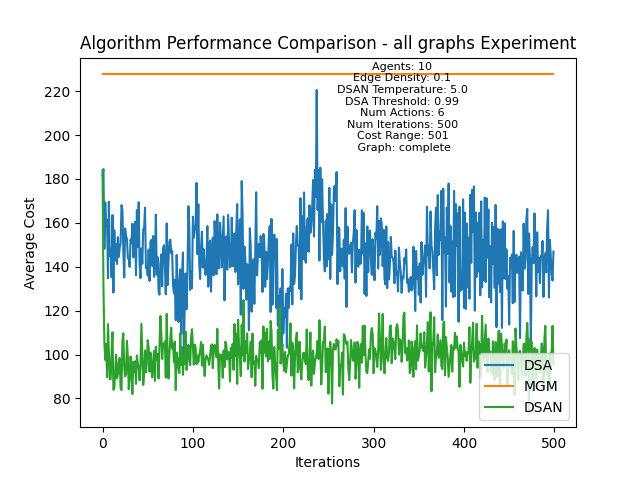 Algorithm Performance Comparison - all graphs Experiment
Agents: 10
Edge Density: 0.1
DSAN Temperature: 5.0
DSA Threshold: 0.99
Num Actions: 6
Num Iterations: 500
Cost Range: 501
Graph: complete
Average Cost
220
200
180
160
140
120
100
80
0
100
200
300
400
500
Iterations
DSA
MGM
DSAN